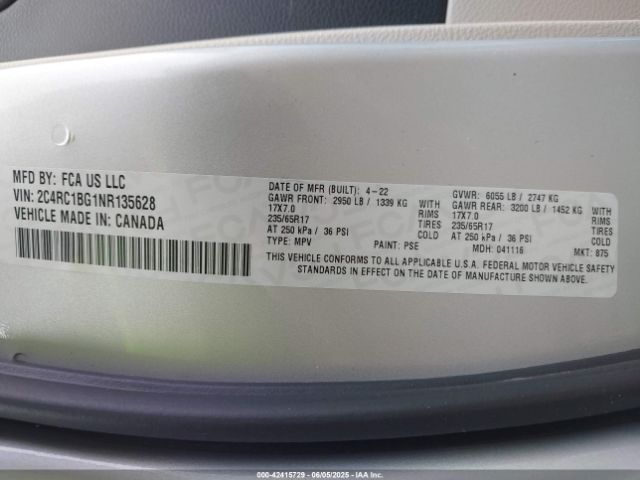 MFD BY: FCA US LLC
VIN: 2C4RC1BG1NR135628
VEHICLE MADE IN: CANADA
DATE OF MFR (BUILT): 4-22 GVWR: 6055 LB / 2747 KG
GAWR FRONT: 2950 LB / 1339 KG WITH GAWR REAR: 3200 LB / 1452 KG WITH
17X7.0 RIMS 17X7.0 RIMS
235/65R17 TIRES 235/65R17 TIRES
AT 250 kPa / 36 PSI COLD AT 250 kPa / 36 PSI COLD
TYPE: MPV PAINT: PSE MDH: 041116 MKT: 875
THIS VEHICLE CONFORMS TO ALL APPLICABLE U.S.A. FEDERAL MOTOR VEHICLE SAFETY
STANDARDS IN EFFECT ON THE DATE OF MANUFACTURE SHOWN ABOVE.
000-42415729 - 06/05/2025 - IAAI.COM